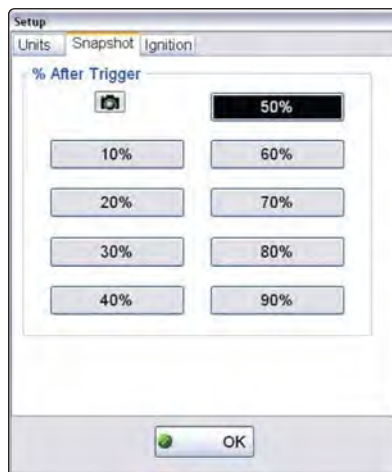 Setup
Units Snapshot Ignition
% After Trigger
50%
10% 60%
20% 70%
30% 80%
40% 90%
OK